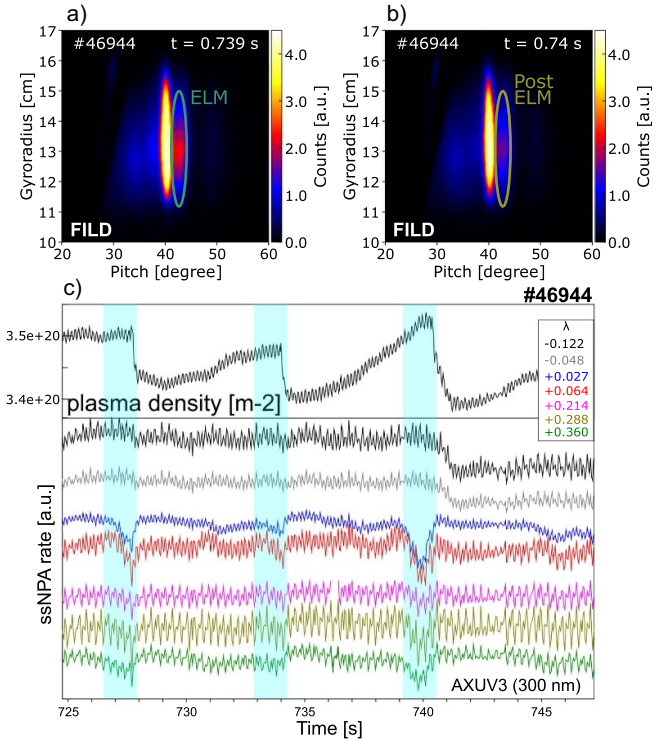 a)
#46944 t = 0.739 s
ELM
FILD
Gyroradius [cm]
17
16
15
14
13
12
11
10
20 30 40 50 60
Pitch [degree]
4.0
3.0
2.0
1.0
0.0
Counts [a.u.]
b)
#46944 t = 0.74 s
Post
ELM
FILD
Gyroradius [cm]
17
16
15
14
13
12
11
10
20 30 40 50 60
Pitch [degree]
4.0
3.0
2.0
1.0
0.0
Counts [a.u.]
c)
#46944
3.5e+20
3.4e+20
plasma density [m-2]
λ
-0.122
-0.048
+0.027
+0.064
+0.214
+0.288
+0.360
ssNPA rate [a.u.]
AXUV3 (300 nm)
725 730 735 740 745
Time [s]